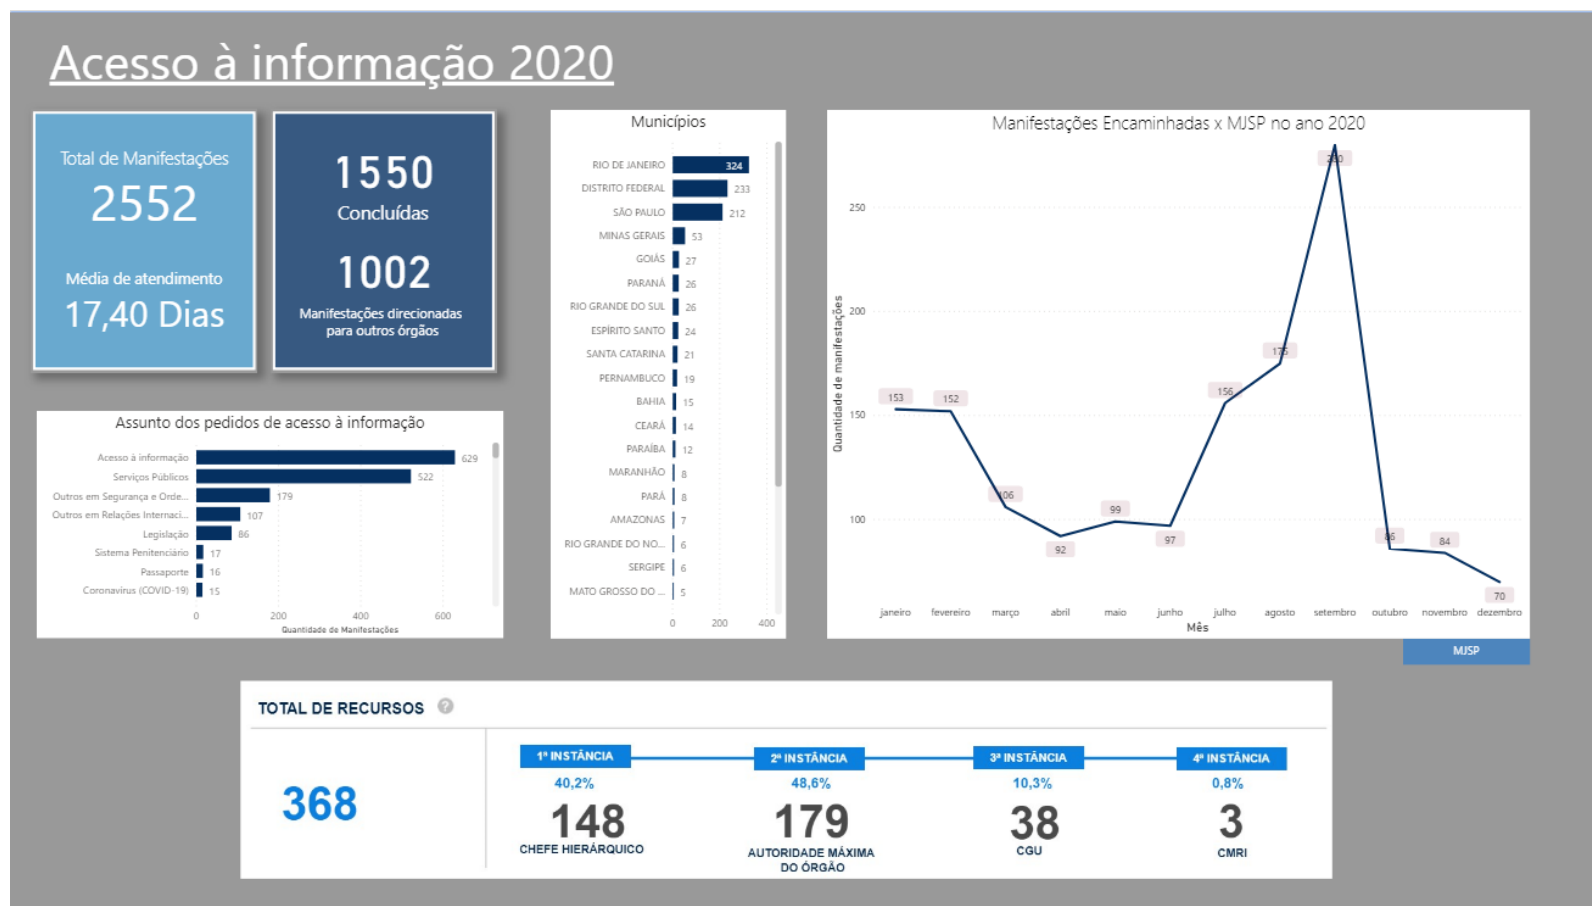 Acesso à informação 2020
Total de Manifestações
2552
Média de atendimento
17,40 Dias
1550
Concluídas
1002
Manifestações direcionadas
para outros órgãos
Assunto dos pedidos de acesso à informação
Acesso à informação 629
Serviços Públicos 522
Outros em Segurança e Orde... 179
Outros em Relações Internaci... 107
Legislação 86
Sistema Penitenciário 17
Passaporte 16
Coronavírus (COVID-19) 15
0 200 400 600
Quantidade de Manifestações
Municípios
RIO DE JANEIRO 324
DISTRITO FEDERAL 233
SÃO PAULO 212
MINAS GERAIS 53
GOIÁS 27
PARANÁ 26
RIO GRANDE DO SUL 26
ESPÍRITO SANTO 24
SANTA CATARINA 21
PERNAMBUCO 19
BAHIA 15
CEARÁ 14
PARAÍBA 12
MARANHÃO 8
PARÁ 8
AMAZONAS 7
RIO GRANDE DO NO... 6
SERGIPE 6
MATO GROSSO DO ... 5
0 200 400
Manifestações Encaminhadas x MJSP no ano 2020
Quantidade de manifestações
250
200
150
100
153 152 106 92 99 97 156 175 280 86 84 70
janeiro fevereiro março abril maio junho julho agosto setembro outubro novembro dezembro
Mês
MJSP
TOTAL DE RECURSOS ?
368
1ª INSTÂNCIA
40,2%
148
CHEFE HIERÁRQUICO
2ª INSTÂNCIA
48,6%
179
AUTORIDADE MÁXIMA
DO ÓRGÃO
3ª INSTÂNCIA
10,3%
38
CGU
4ª INSTÂNCIA
0,8%
3
CMRI